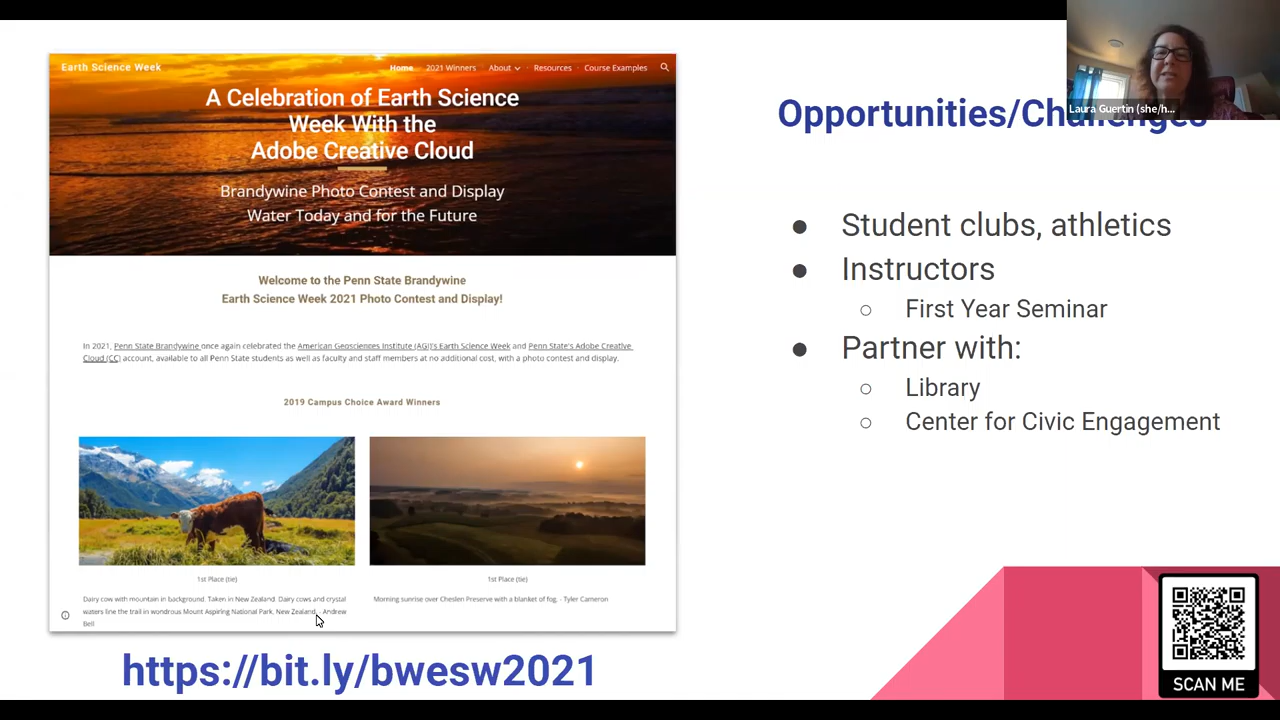 Earth Science Week
Home 2021 Winners About Resources Course Examples
A Celebration of Earth Science
Week With the
Adobe Creative Cloud
Brandywine Photo Contest and Display
Water Today and for the Future
Welcome to the Penn State Brandywine
Earth Science Week 2021 Photo Contest and Display!
In 2021, Penn State Brandywine once again celebrated the American Geosciences Institute (AGI)'s Earth Science Week and Penn State's Adobe Creative
Cloud (CC) account, available to all Penn State students as well as faculty and staff members at no additional cost, with a photo contest and display.
2019 Campus Choice Award Winners
1st Place (tie)
Dairy cow with mountain in background. Taken in New Zealand. Dairy cows and crystal
waters line the trail in wondrous Mount Aspiring National Park, New Zealand. - Andrew
Bell
1st Place (tie)
Morning sunrise over Cheslen Preserve with a blanket of fog. - Tyler Cameron
https://bit.ly/bwesw2021
Laura Guertin (she/h...
Opportunities/Challenges
● Student clubs, athletics
● Instructors
○ First Year Seminar
● Partner with:
○ Library
○ Center for Civic Engagement
SCAN ME